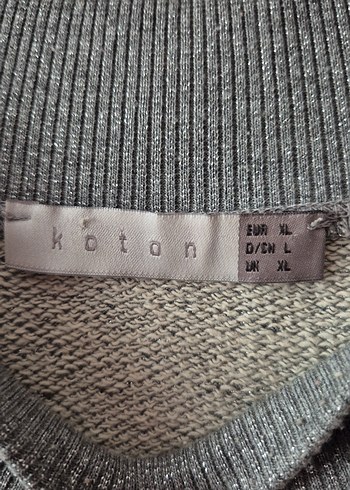 koton
EUR XL
D/CN L
UK XL